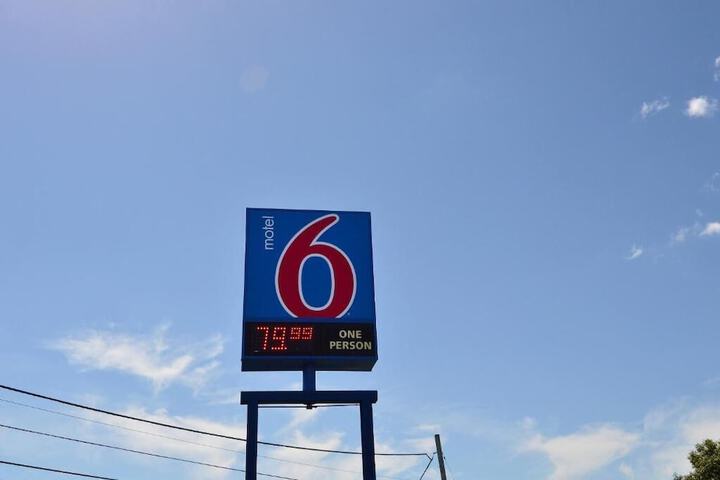 motel
6
79.99
ONE
PERSON